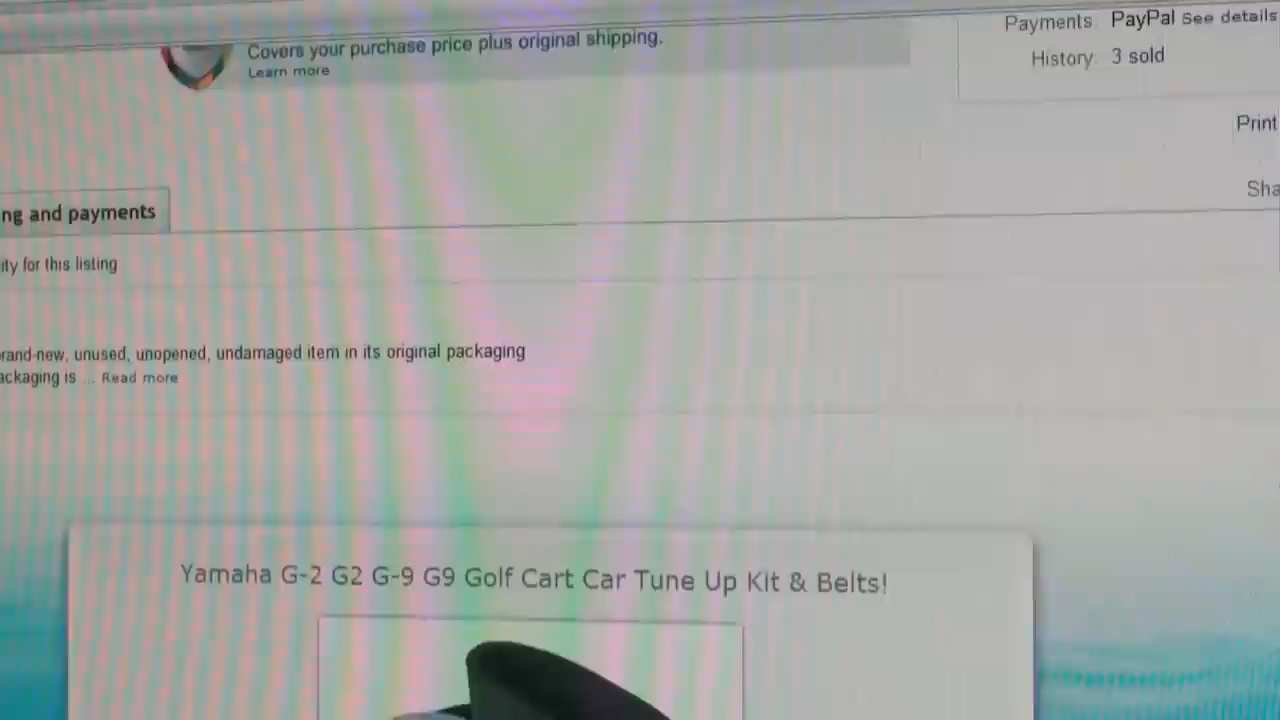 Payments: PayPal See details
Covers your purchase price plus original shipping.
Learn more
History: 3 sold
Print
Sha
ng and payments
ity for this listing
rand-new, unused, unopened, undamaged item in its original packaging
ackaging is ... Read more
Yamaha G-2 G2 G-9 G9 Golf Cart Car Tune Up Kit & Belts!